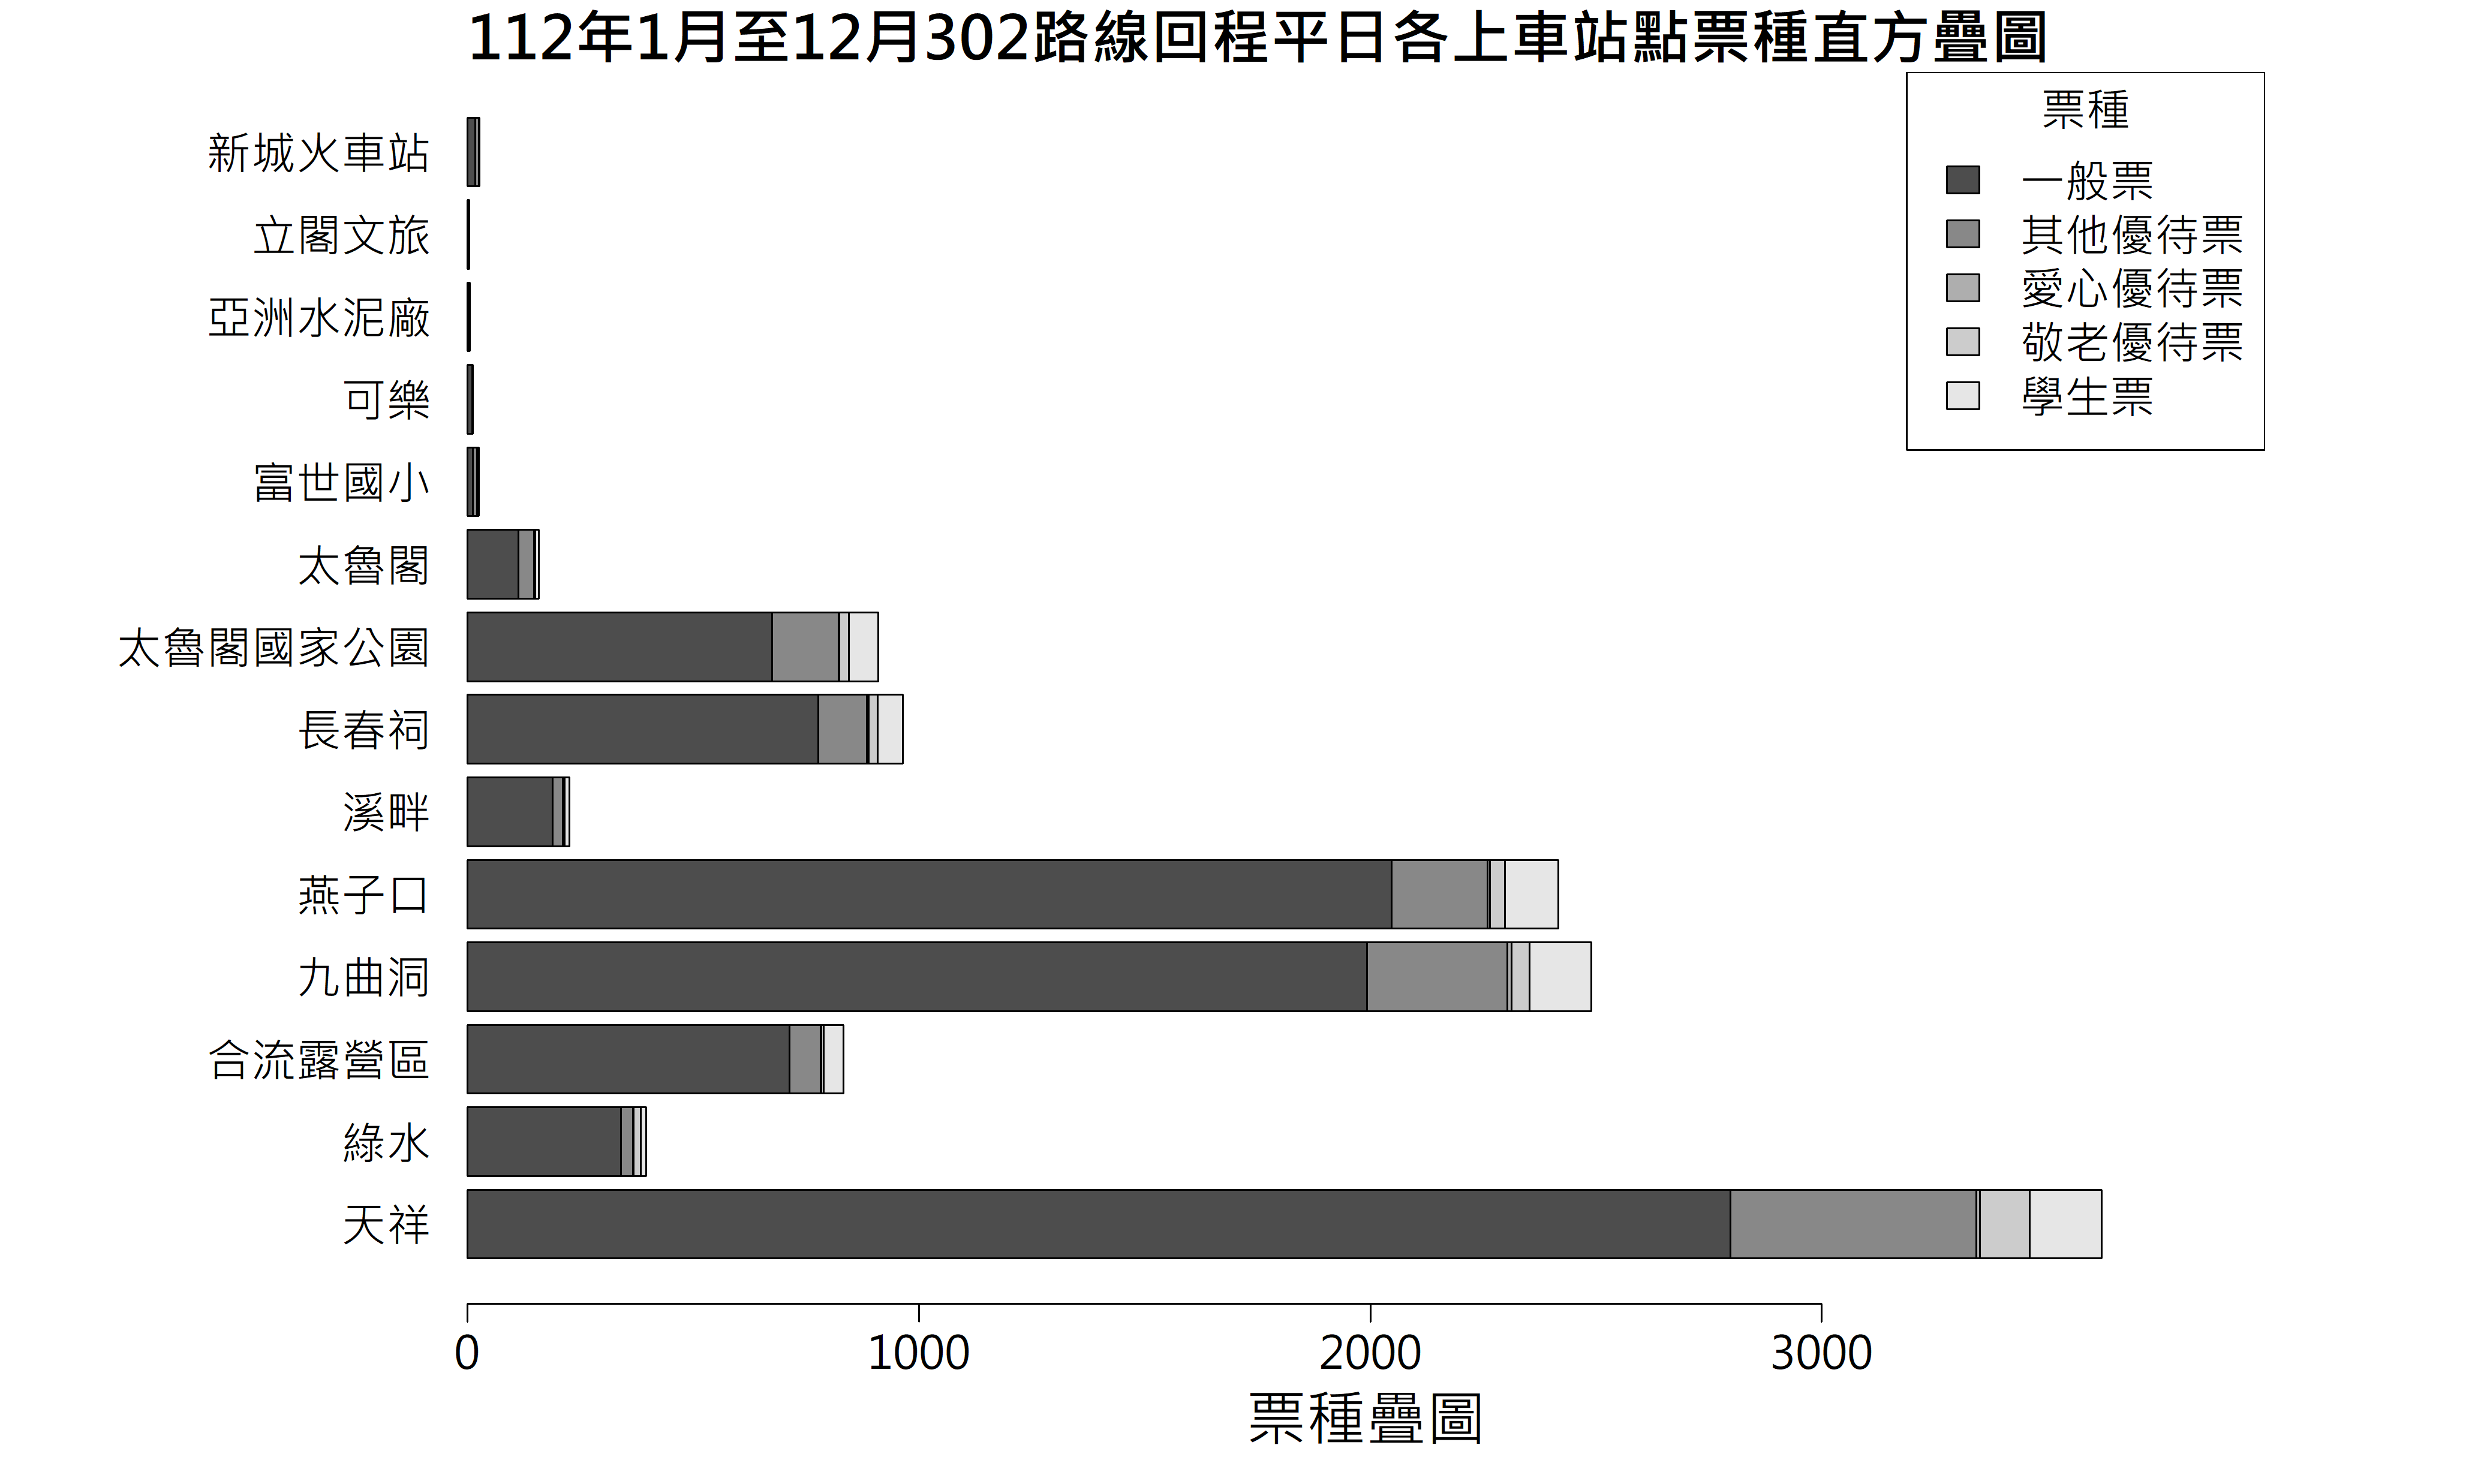 112年1月至12月302路線回程平日各上車站點票種直方疊圖
票種
一般票
其他優待票
愛心優待票
敬老優待票
學生票
新城火車站
立閣文旅
亞洲水泥廠
可樂
富世國小
太魯閣
太魯閣國家公園
長春祠
溪畔
燕子口
九曲洞
合流露營區
綠水
天祥
0 1000 2000 3000
票種疊圖